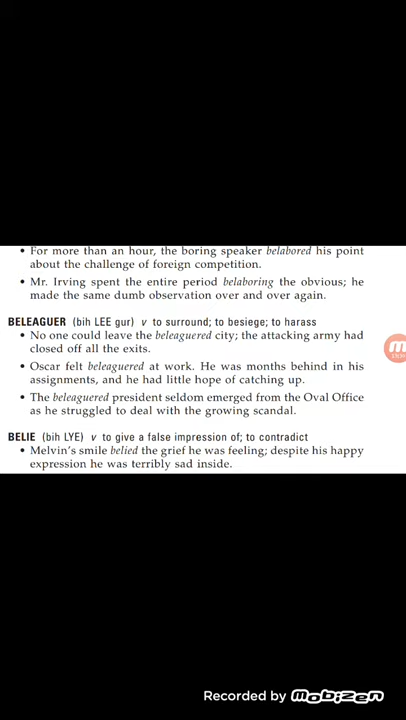 • For more than an hour, the boring speaker belabored his point
about the challenge of foreign competition.
• Mr. Irving spent the entire period belaboring the obvious; he
made the same dumb observation over and over again.
BELEAGUER (bih LEE gur) v to surround; to besiege; to harass
• No one could leave the beleaguered city; the attacking army had
closed off all the exits.
• Oscar felt beleaguered at work. He was months behind in his
assignments, and he had little hope of catching up.
• The beleaguered president seldom emerged from the Oval Office
as he struggled to deal with the growing scandal.
BELIE (bih LYE) v to give a false impression of; to contradict
• Melvin's smile belied the grief he was feeling; despite his happy
expression he was terribly sad inside.
Recorded by mobizen